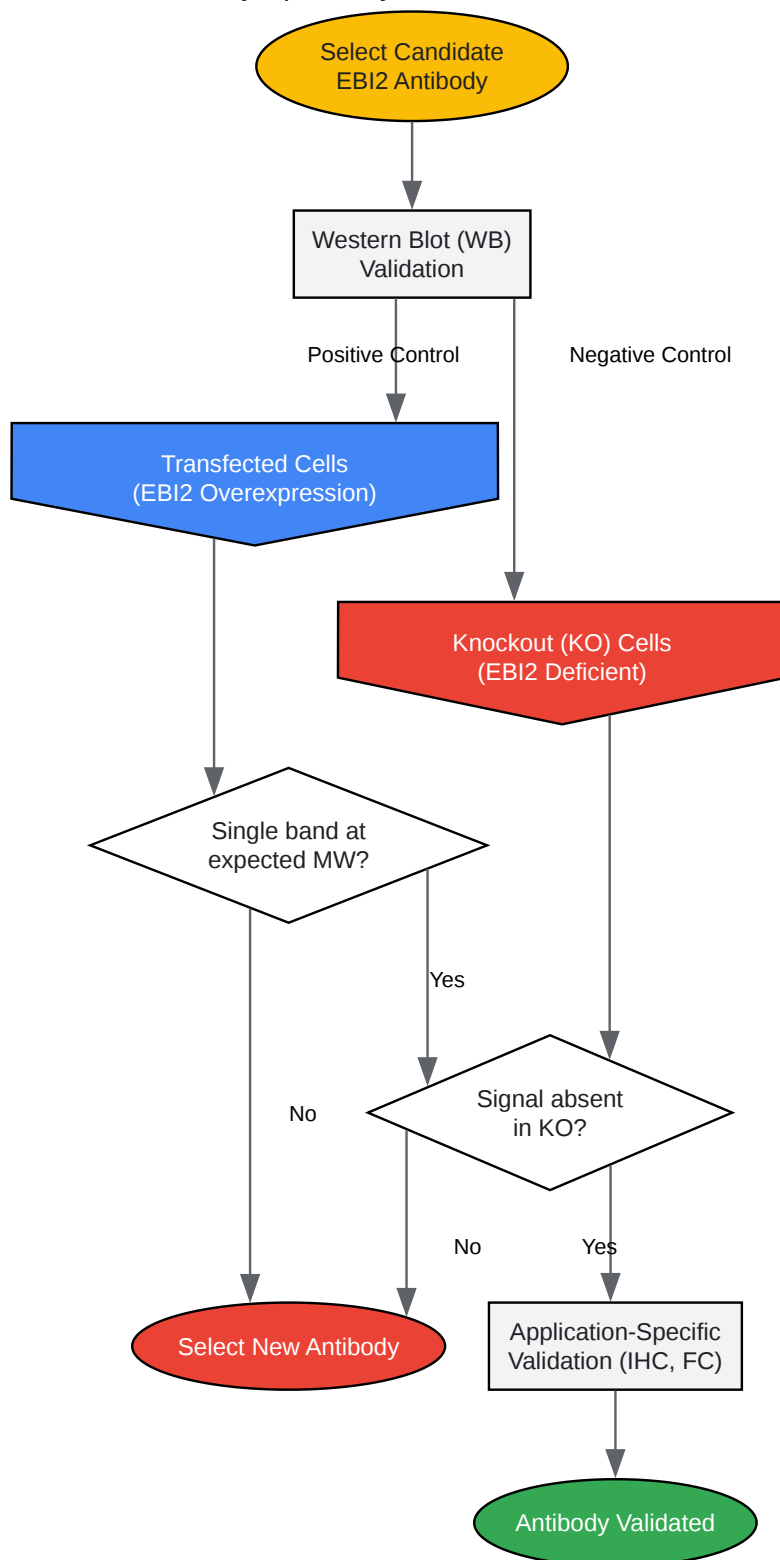 Select Candidate
EBI2 Antibody
Western Blot (WB)
Validation
Positive Control
Negative Control
Transfected Cells
(EBI2 Overexpression)
Knockout (KO) Cells
(EBI2 Deficient)
Single band at
expected MW?
Yes
Signal absent
in KO?
No
No
Yes
Select New Antibody
Application-Specific
Validation (IHC, FC)
Antibody Validated